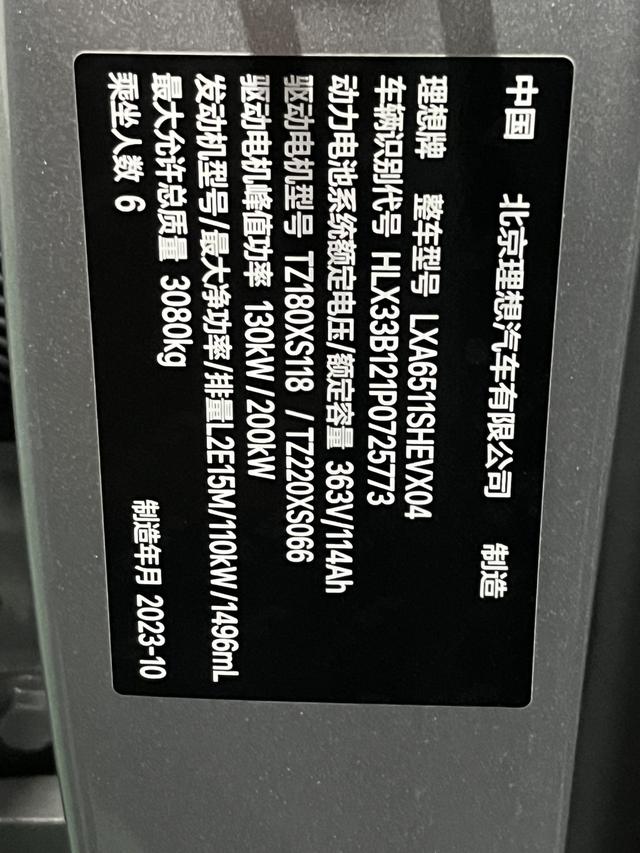 中国 北京理想汽车有限公司 制造
理想牌 整车型号 LXA6511SHEVX04
车辆识别代号 HLX33B121P0725773
动力电池系统额定电压/额定容量 363V/114Ah
驱动电机型号 TZ180XS118 / TZ220XS066
驱动电机峰值功率 130kW/200kW
发动机型号/最大净功率/排量L2E15M/110kW/1496mL
最大允许总质量 3080kg
乘坐人数 6 制造年月 2023-10